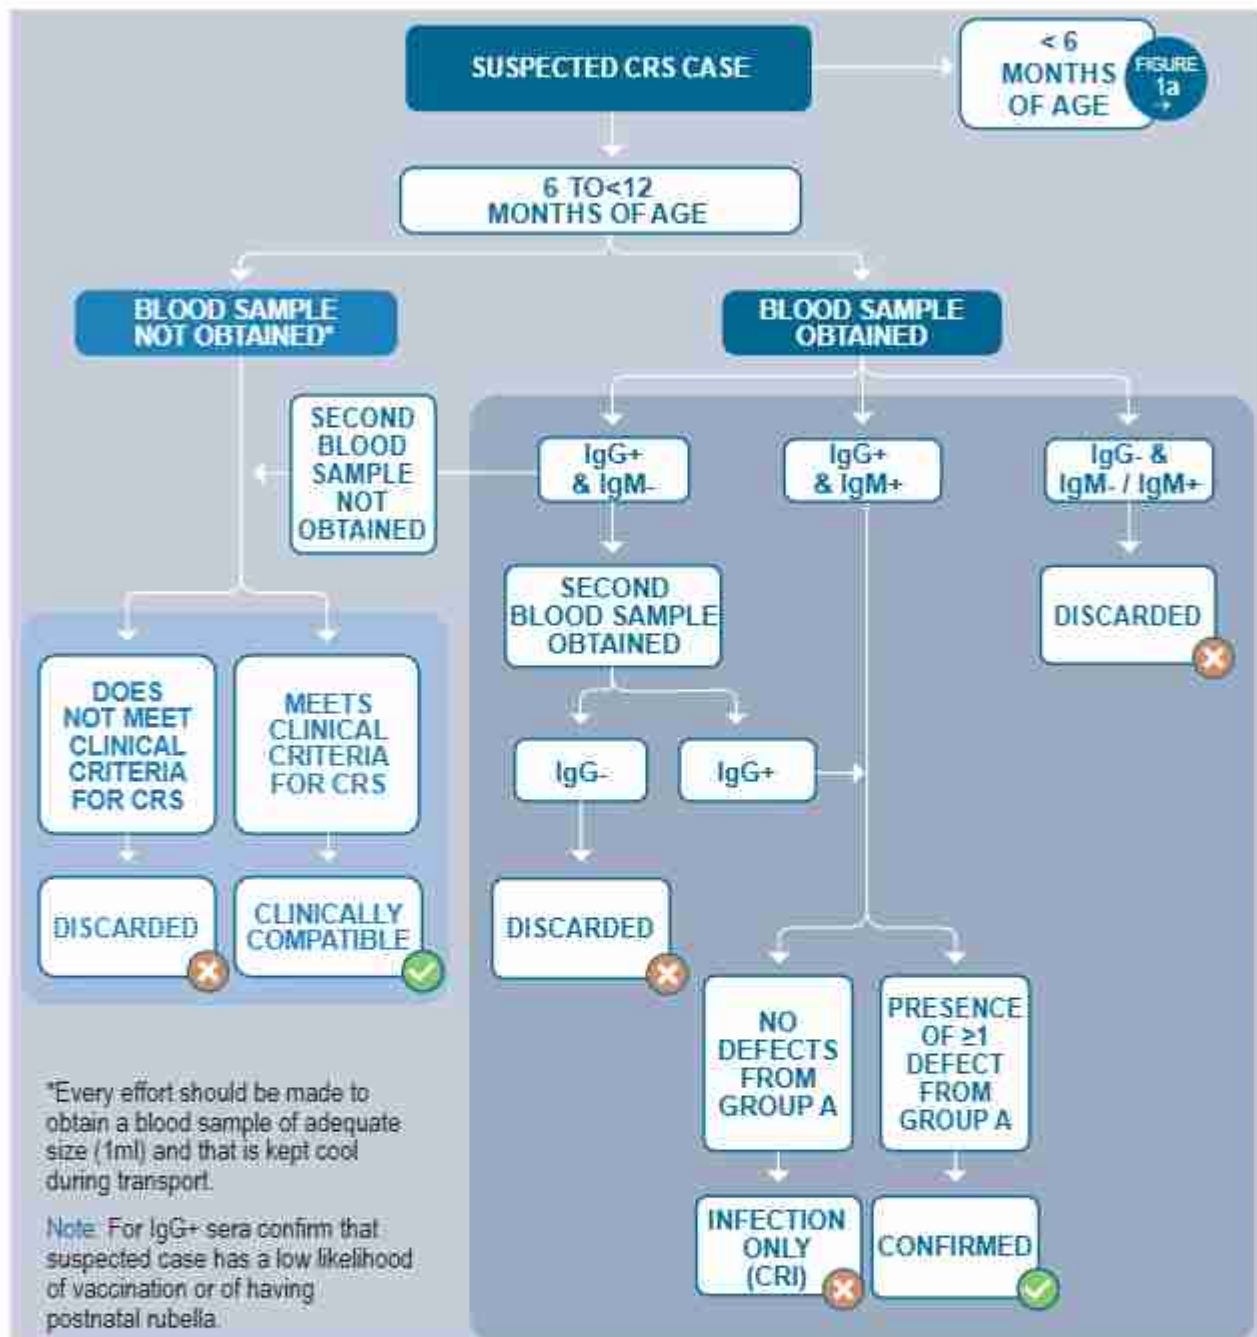 SUSPECTED CRS CASE
< 6
MONTHS
OF AGE
FIGURE
1a
→
6 TO<12
MONTHS OF AGE
BLOOD SAMPLE
NOT OBTAINED*
BLOOD SAMPLE
OBTAINED
SECOND
BLOOD
SAMPLE
NOT
OBTAINED
IgG+
& IgM-
IgG+
& IgM+
IgG- &
IgM- / IgM+
SECOND
BLOOD SAMPLE
OBTAINED
DISCARDED
DOES
NOT MEET
CLINICAL
CRITERIA
FOR CRS
MEETS
CLINICAL
CRITERIA
FOR CRS
IgG-
IgG+
DISCARDED
CLINICALLY
COMPATIBLE
DISCARDED
NO
DEFECTS
FROM
GROUP A
PRESENCE
OF ≥1
DEFECT
FROM
GROUP A
INFECTION
ONLY
(CRI)
CONFIRMED
*Every effort should be made to
obtain a blood sample of adequate
size (1ml) and that is kept cool
during transport.
Note: For IgG+ sera confirm that
suspected case has a low likelihood
of vaccination or of having
postnatal rubella.